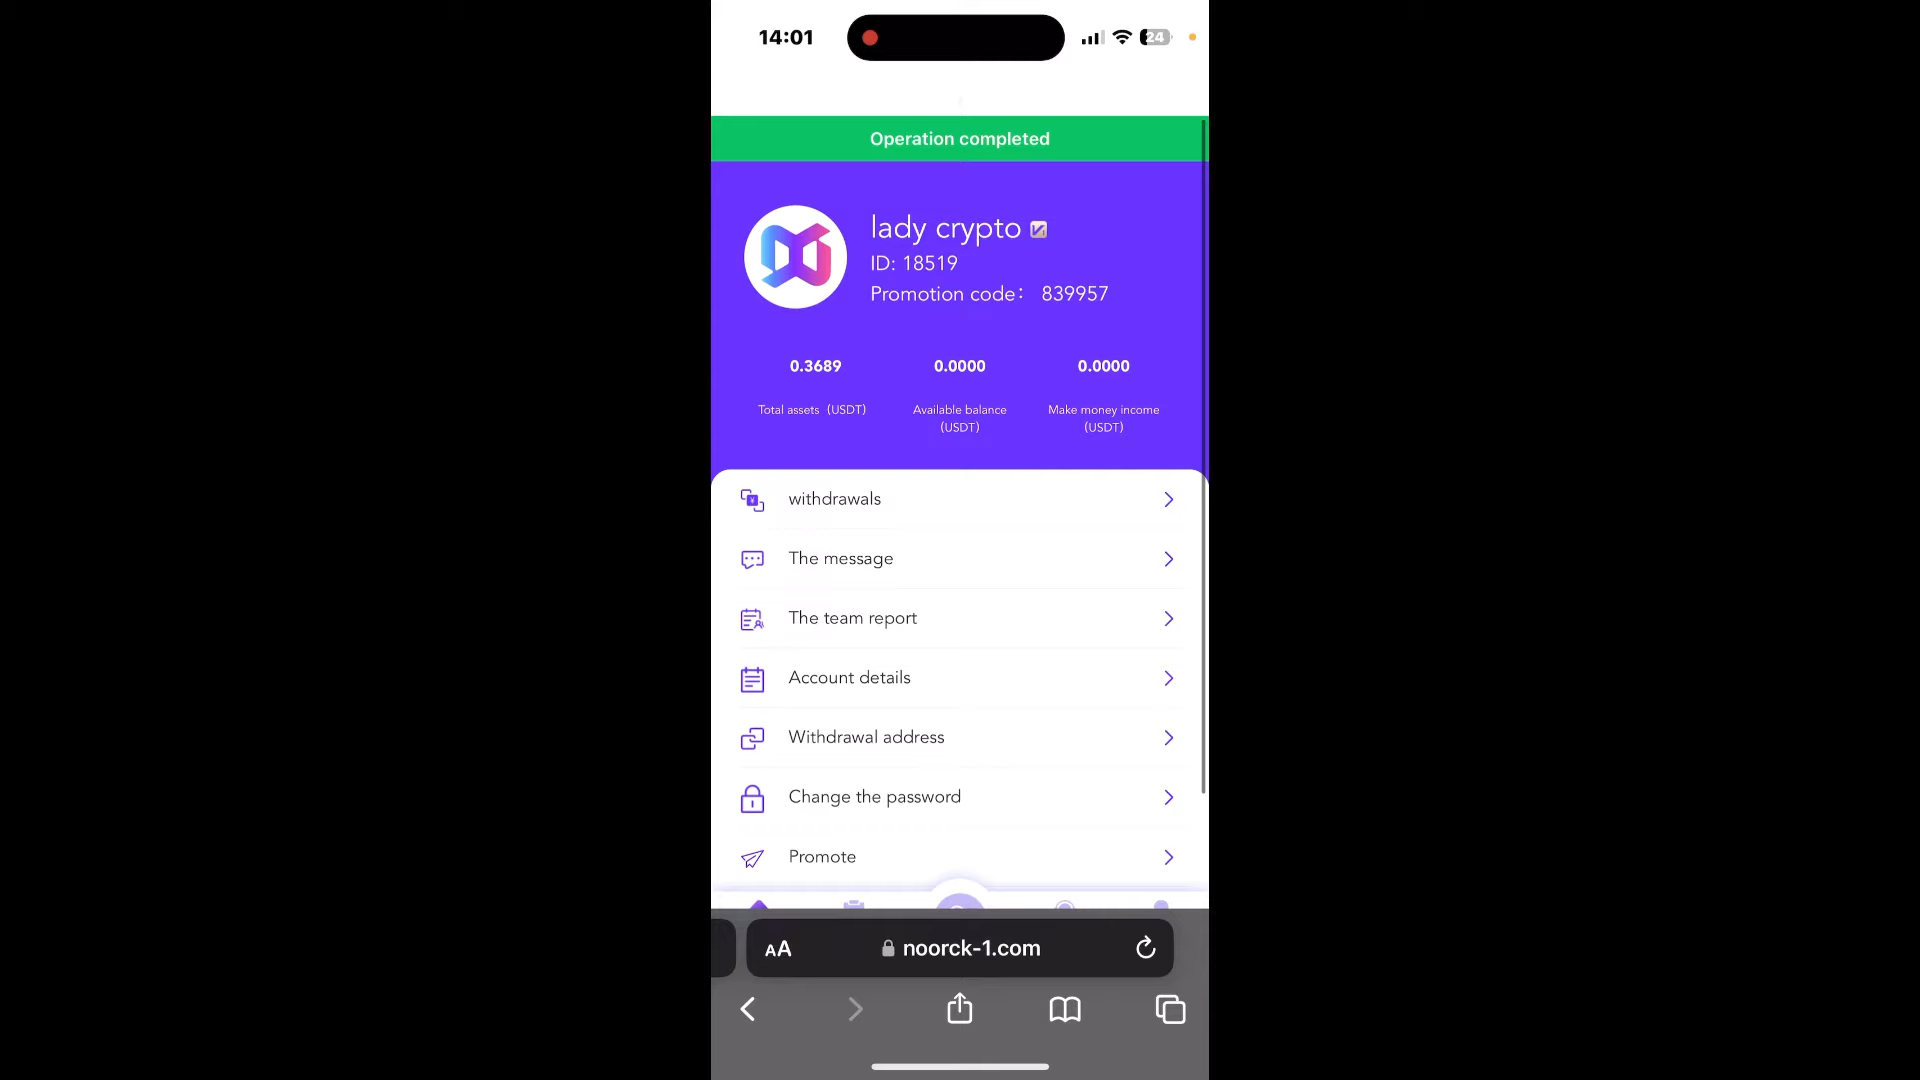 14:01
24
Operation completed
lady crypto
ID: 18519
Promotion code： 839957
0.3689 0.0000 0.0000
Total assets（USDT） Available balance Make money income
（USDT） （USDT）
withdrawals
The message
The team report
Account details
Withdrawal address
Change the password
Promote
AA noorck-1.com